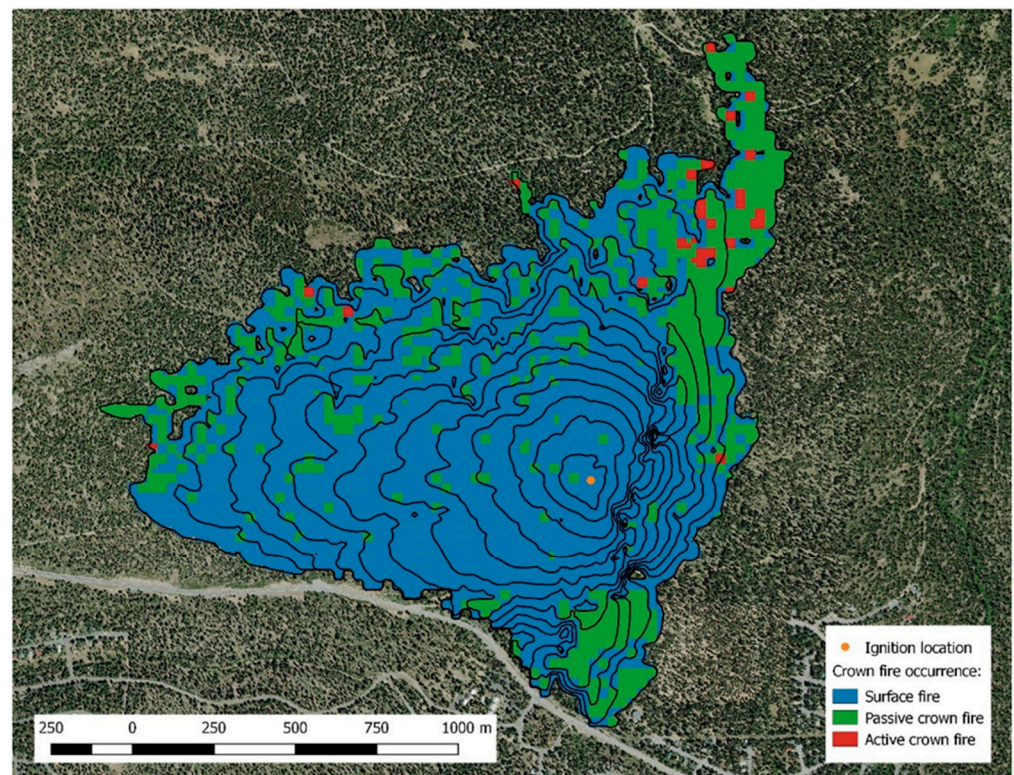 Ignition location
Crown fire occurrence:
Surface fire
Passive crown fire
Active crown fire
250 0 250 500 750 1000 m